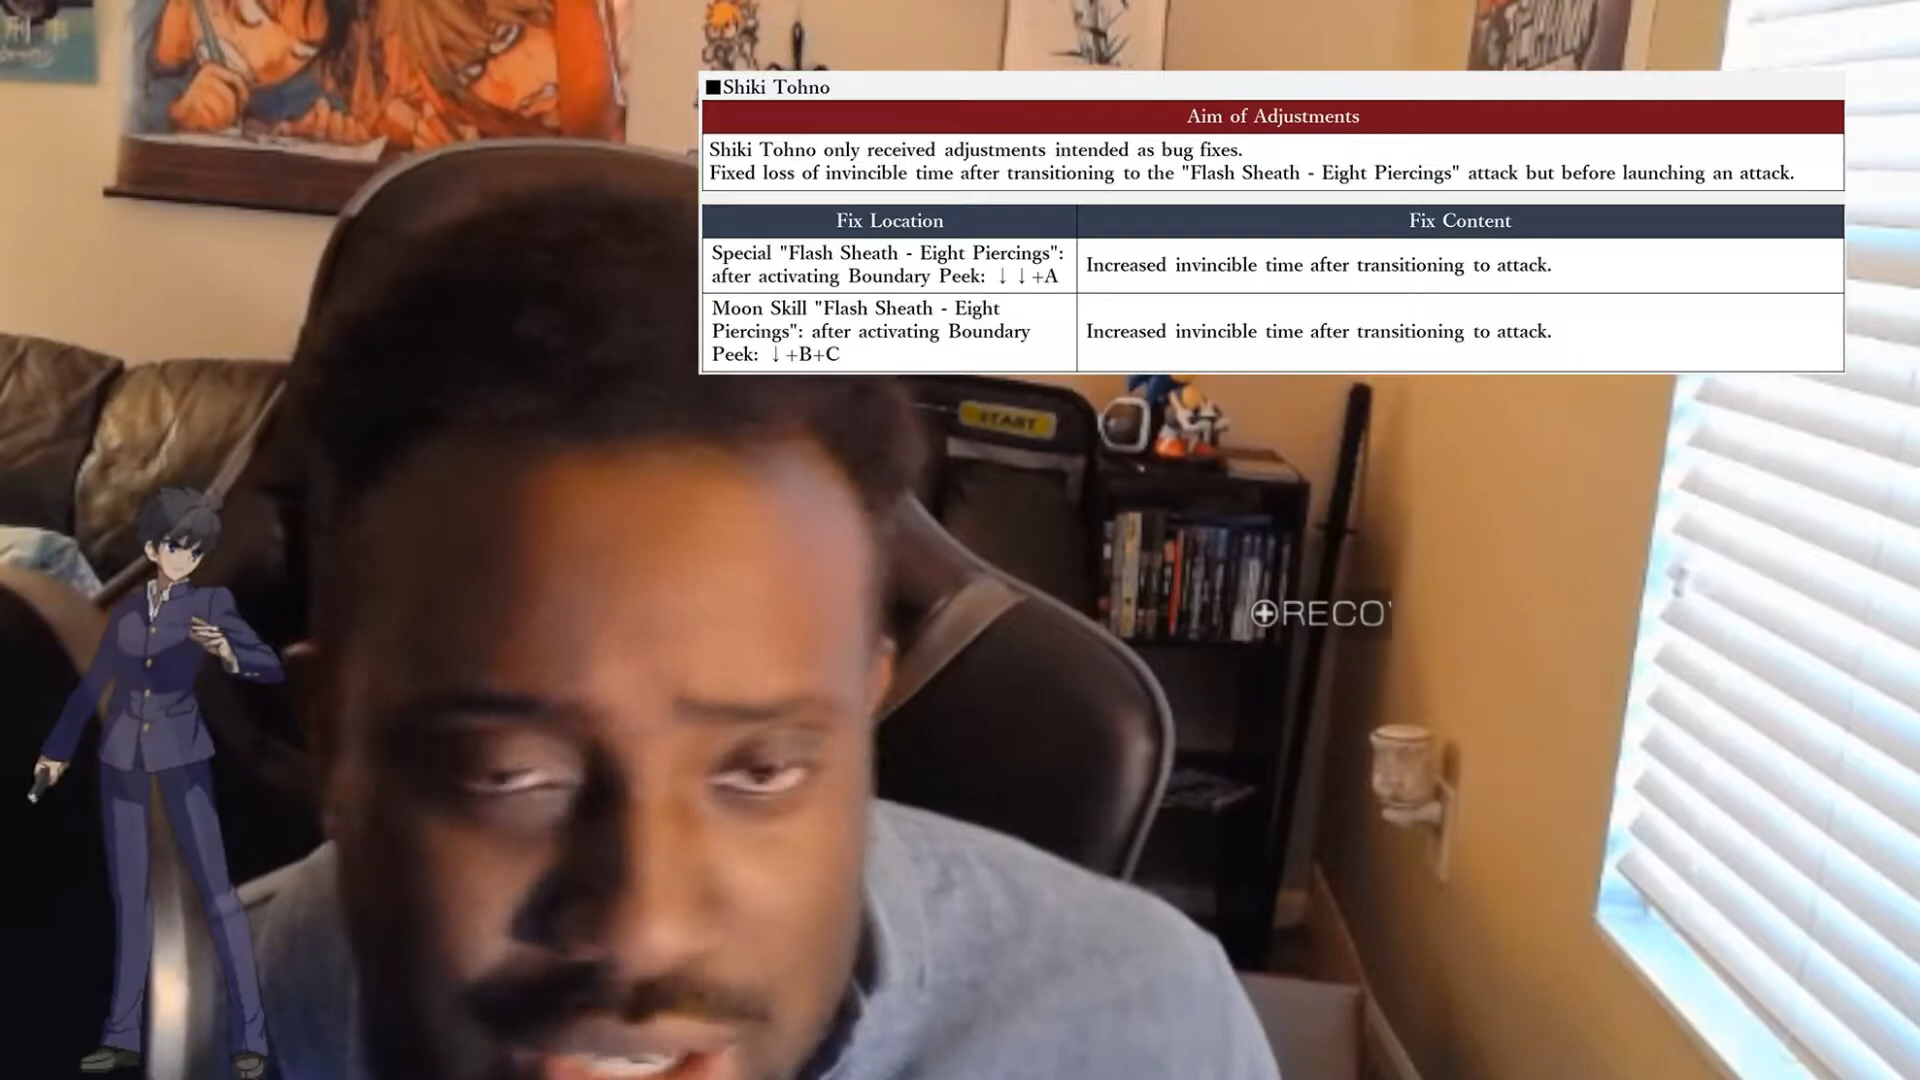 ■Shiki Tohno
Aim of Adjustments
Shiki Tohno only received adjustments intended as bug fixes.
Fixed loss of invincible time after transitioning to the "Flash Sheath - Eight Piercings" attack but before launching an attack.
Fix Location
Fix Content
Special "Flash Sheath - Eight Piercings":
after activating Boundary Peek: ↓ ↓ +A
Increased invincible time after transitioning to attack.
Moon Skill "Flash Sheath - Eight
Piercings": after activating Boundary
Peek: ↓ +B+C
Increased invincible time after transitioning to attack.
START
RECO